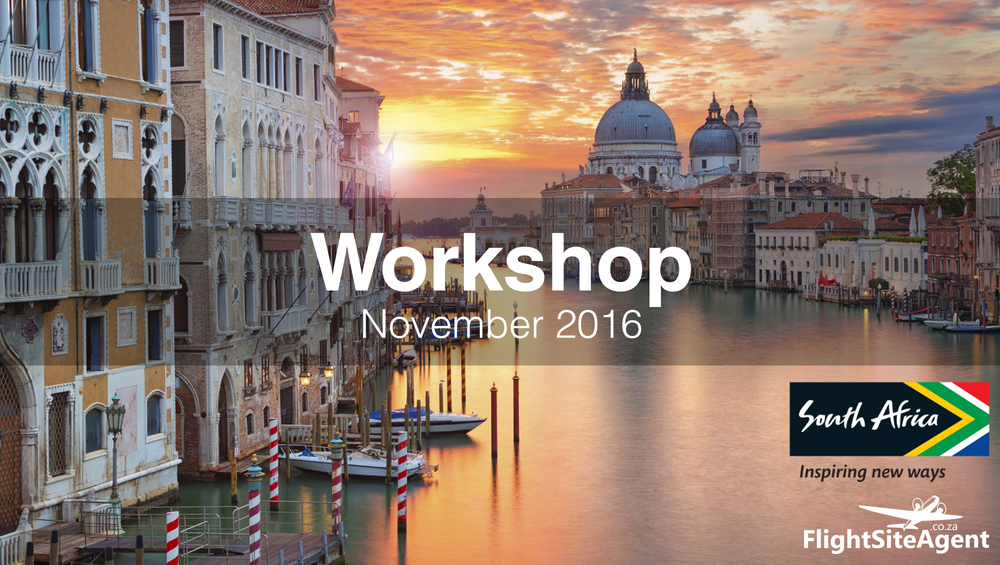 Workshop
November 2016
South Africa
Inspiring new ways
.co.za
FlightSiteAgent